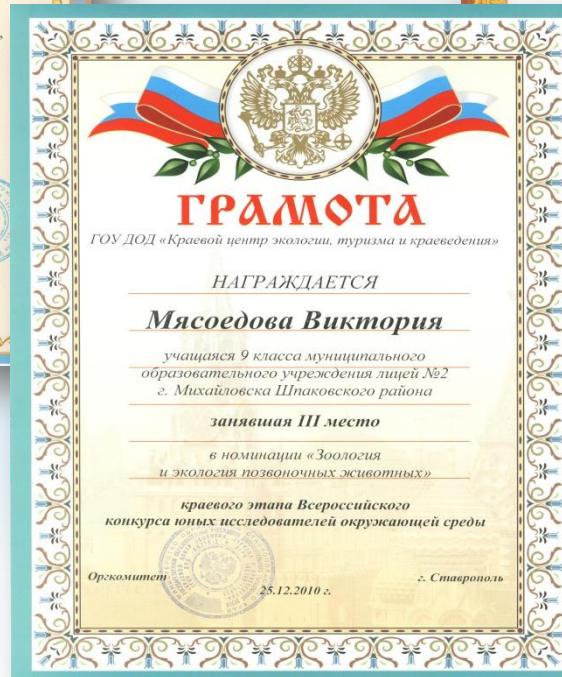 ГРАМОТА
ГОУ ДОД «Краевой центр экологии, туризма и краеведения»
НАГРАЖДАЕТСЯ
Мясоедова Виктория
учащаяся 9 класса муниципального
образовательного учреждения лицей №2
г. Михайловска Шпаковского района
занявшая III место
в номинации «Зоология
и экология позвоночных животных»
краевого этапа Всероссийского
конкурса юных исследователей окружающей среды
Оргкомитет
г. Ставрополь
25.12.2010 г.